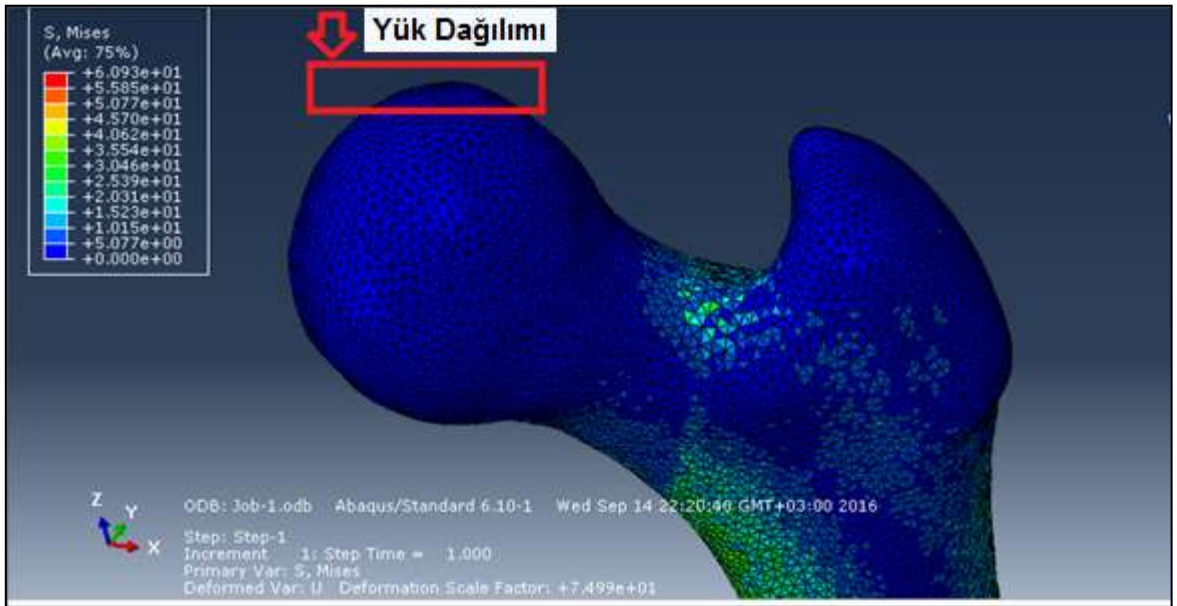 Yük Dağılımı
S, Mises
(Avg: 75%)
+6.093e+01
+5.585e+01
+5.077e+01
+4.570e+01
+4.062e+01
+3.554e+01
+3.046e+01
+2.539e+01
+2.031e+01
+1.523e+01
+1.015e+01
+5.077e+00
+0.000e+00
Z
Y
X
ODB: Job-1.odb Abaqus/Standard 6.10-1 Wed Sep 14 22:20:40 GMT+03:00 2016
Step: Step-1
Increment 1: Step Time = 1.000
Primary Var: S, Mises
Deformed Var: U Deformation Scale Factor: +7.499e+01